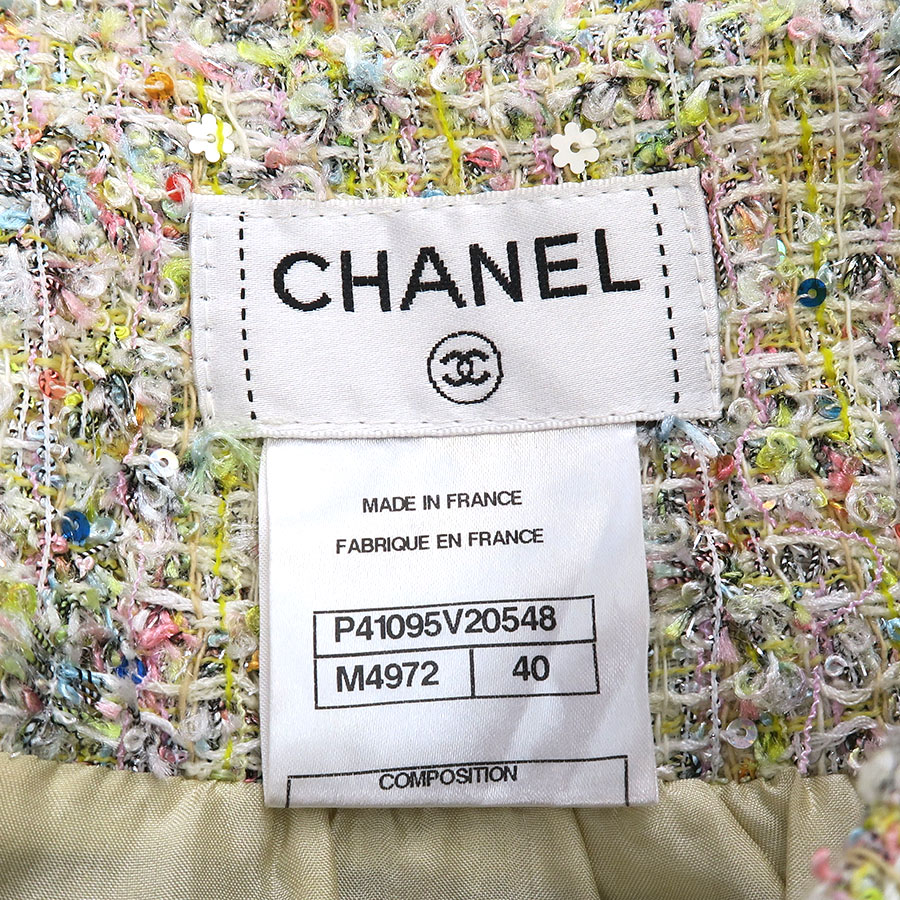 CHANEL
MADE IN FRANCE
FABRIQUE EN FRANCE
P41095V20548
M4972 40
COMPOSITION